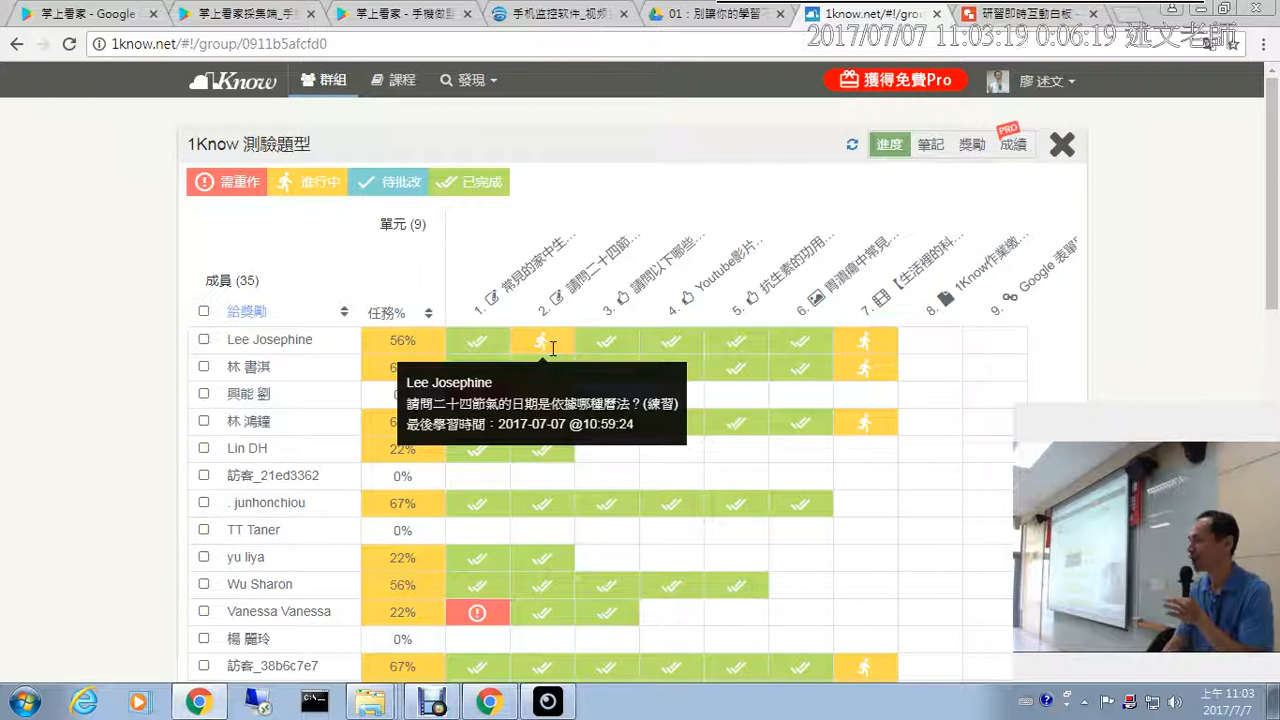 掌上看家 - Google
掌上看家採
掌上看家 - 手機做
手机监控软件_视频
01：別讓你的學習
1know.net/#!/grou
研習即時互動白板 -
1know.net/#!/group/0911b5afcfd0
2017/07/07 11:03:19 0:06:19 述文老師
1Know
群組
課程
發現
獲得免費Pro
廖 述文
1Know 測驗題型
進度
筆記
獎勵
成績
PRO
需重作
進行中
待批改
已完成
單元 (9)
成員 (35)
給獎勵
任務%
1. 常見的家中生...
2. 請問二十四節...
3. 請問以下哪些...
4. Youtube影片...
5. 抗生素的功用...
6. 胃潰瘍中常見...
7. 【生活裡的科...
8. 1Know作業繳...
9. Google 表單
Lee Josephine 56%
林 書淇 6
興能 劉
林 鴻鐘 6
Lin DH 22%
訪客_21ed3362 0%
. junhonchiou 67%
TT Taner 0%
yu liya 22%
Wu Sharon 56%
Vanessa Vanessa 22%
楊 麗玲 0%
訪客_38b6c7e7 67%
Lee Josephine
請問二十四節氣的日期是依據哪種曆法？(練習)
最後學習時間：2017-07-07 @10:59:24
上午 11:03
2017/7/7